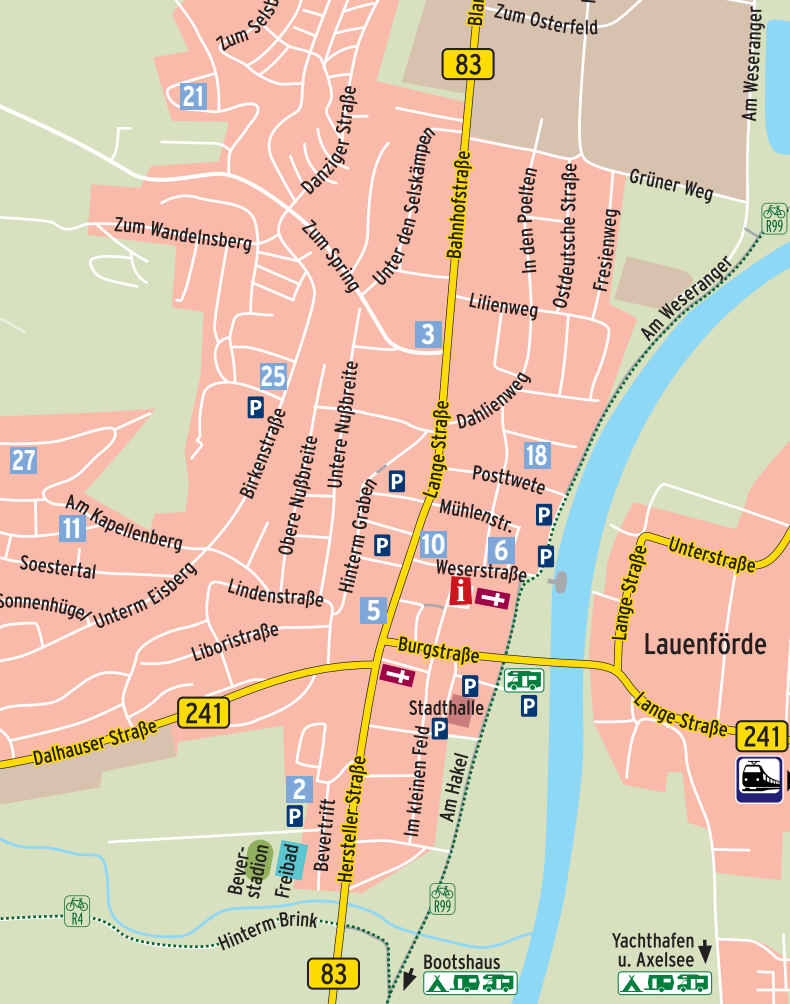 Zum Osterfeld
83
Am Weseranger
21
Danziger Straße
Unter den Selskämpen
Bahnhofstraße
In den Poelten
Ostdeutsche Straße
Fresienweg
Grüner Weg
R99
Zum Wandelnsberg
Zum Spring
Lilienweg
Am Weseranger
3
25
P
Birkenstraße
Obere Nußbreite
Untere Nußbreite
Lange Straße
Dahlienweg
18
27
P
Posttwete
Am Kapellenberg
11
Hinterm Graben
Mühlenstr.
P
P
10
6
P
Soestertal
Weserstraße
i
Sonnenhüge/
Unterm Eisberg
Lindenstraße
5
Liboristraße
Burgstraße
Lange Straße
Unterstraße
Lauenförde
P
Stadthalle
P
P
Lange Straße
241
241
Dalhauser Straße
Im kleinen Feld
Am Hakel
2
P
Bevertrift
Hersteller Straße
Bever-
stadion
Freibad
R4
R99
Hinterm Brink
83
Bootshaus
Yachthafen
u. Axelsee